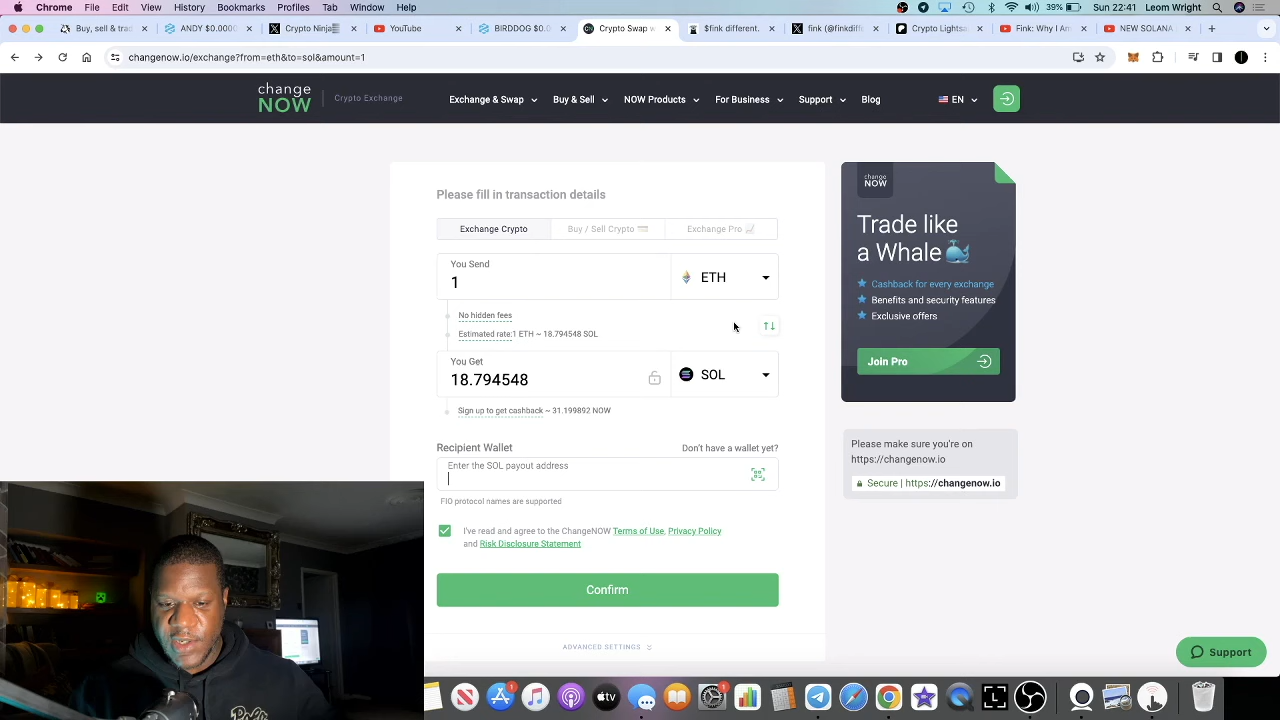 Chrome File Edit View History Bookmarks Profiles Tab Window Help 39% Sun 22:41 Leom Wright
Buy, sell & trad ANDY $0.0000 Crypto Ninja YouTube BIRDDOG $0.0 Crypto Swap w $fink different. fink (@finkdiffe Crypto Lightsa Fink: Why I Am NEW SOLANA
changenow.io/exchange?from=eth&to=sol&amount=1
change
NOW
Crypto Exchange
Exchange & Swap Buy & Sell NOW Products For Business Support Blog EN
Please fill in transaction details
Exchange Crypto Buy / Sell Crypto Exchange Pro
You Send
1
ETH
No hidden fees
Estimated rate: 1 ETH ~ 18.794548 SOL
You Get
18.794548
SOL
Sign up to get cashback ~ 31.199892 NOW
Recipient Wallet Don't have a wallet yet?
Enter the SOL payout address
FIO protocol names are supported
I've read and agree to the ChangeNOW Terms of Use, Privacy Policy
and Risk Disclosure Statement
Confirm
ADVANCED SETTINGS
change
NOW
Trade like
a Whale
Cashback for every exchange
Benefits and security features
Exclusive offers
Join Pro
Please make sure you're on
https://changenow.io
Secure | https://changenow.io
Support
tv